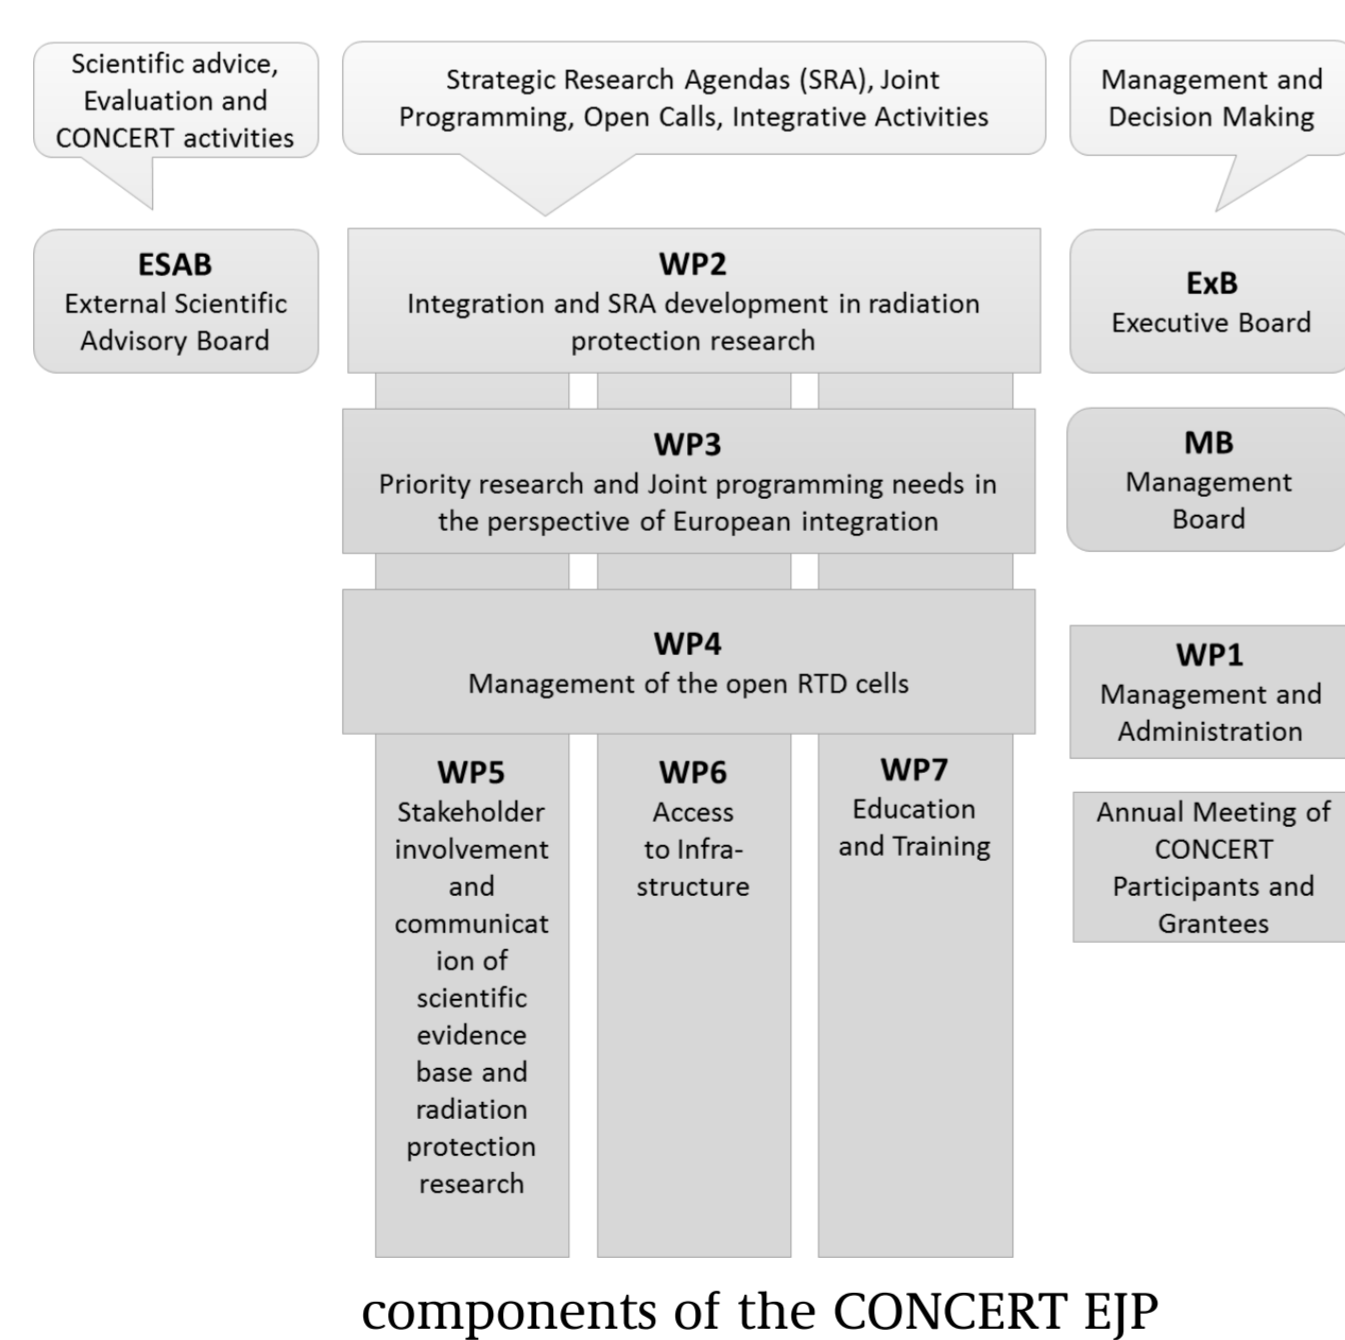 Scientific advice,
Evaluation and
CONCERT activities
Strategic Research Agendas (SRA), Joint
Programming, Open Calls, Integrative Activities
Management and
Decision Making
ESAB
External Scientific
Advisory Board
WP2
Integration and SRA development in radiation
protection research
ExB
Executive Board
WP3
Priority research and Joint programming needs in
the perspective of European integration
MB
Management
Board
WP4
Management of the open RTD cells
WP1
Management and
Administration
WP5
Stakeholder
involvement
and
communicat
ion of
scientific
evidence
base and
radiation
protection
research
WP6
Access
to Infra-
structure
WP7
Education
and Training
Annual Meeting of
CONCERT
Participants and
Grantees
components of the CONCERT EJP